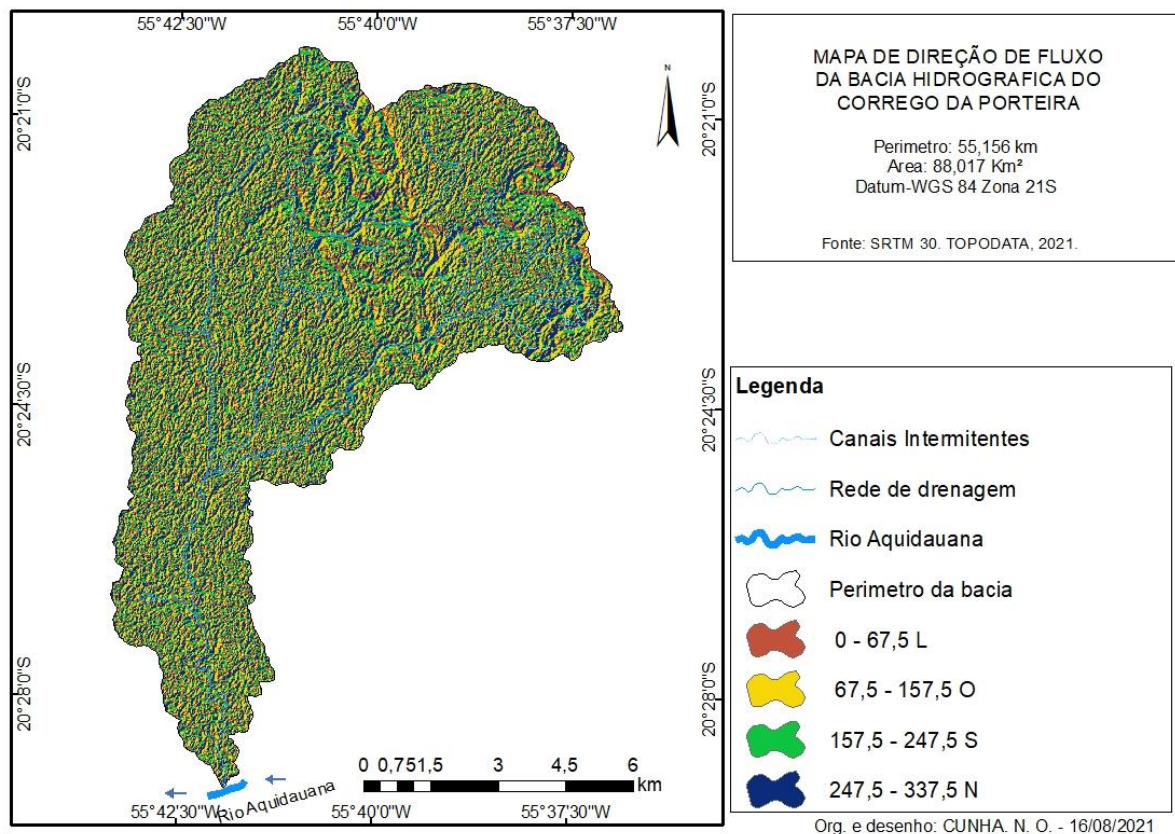 55°42'30"W 55°40'0"W 55°37'30"W
20°21'0"S
20°24'30"S
20°28'0"S
N
20°21'0"S
20°24'30"S
20°28'0"S
0 0,75 1,5 3 4,5 6
km
Rio Aquidauana
55°42'30"W 55°40'0"W 55°37'30"W
MAPA DE DIREÇÃO DE FLUXO
DA BACIA HIDROGRAFICA DO
CORREGO DA PORTEIRA
Perimetro: 55,156 km
Area: 88,017 Km²
Datum-WGS 84 Zona 21S
Fonte: SRTM 30. TOPODATA, 2021.
Legenda
Canais Intermitentes
Rede de drenagem
Rio Aquidauana
Perimetro da bacia
0 - 67,5 L
67,5 - 157,5 O
157,5 - 247,5 S
247,5 - 337,5 N
Org. e desenho: CUNHA. N. O. - 16/08/2021